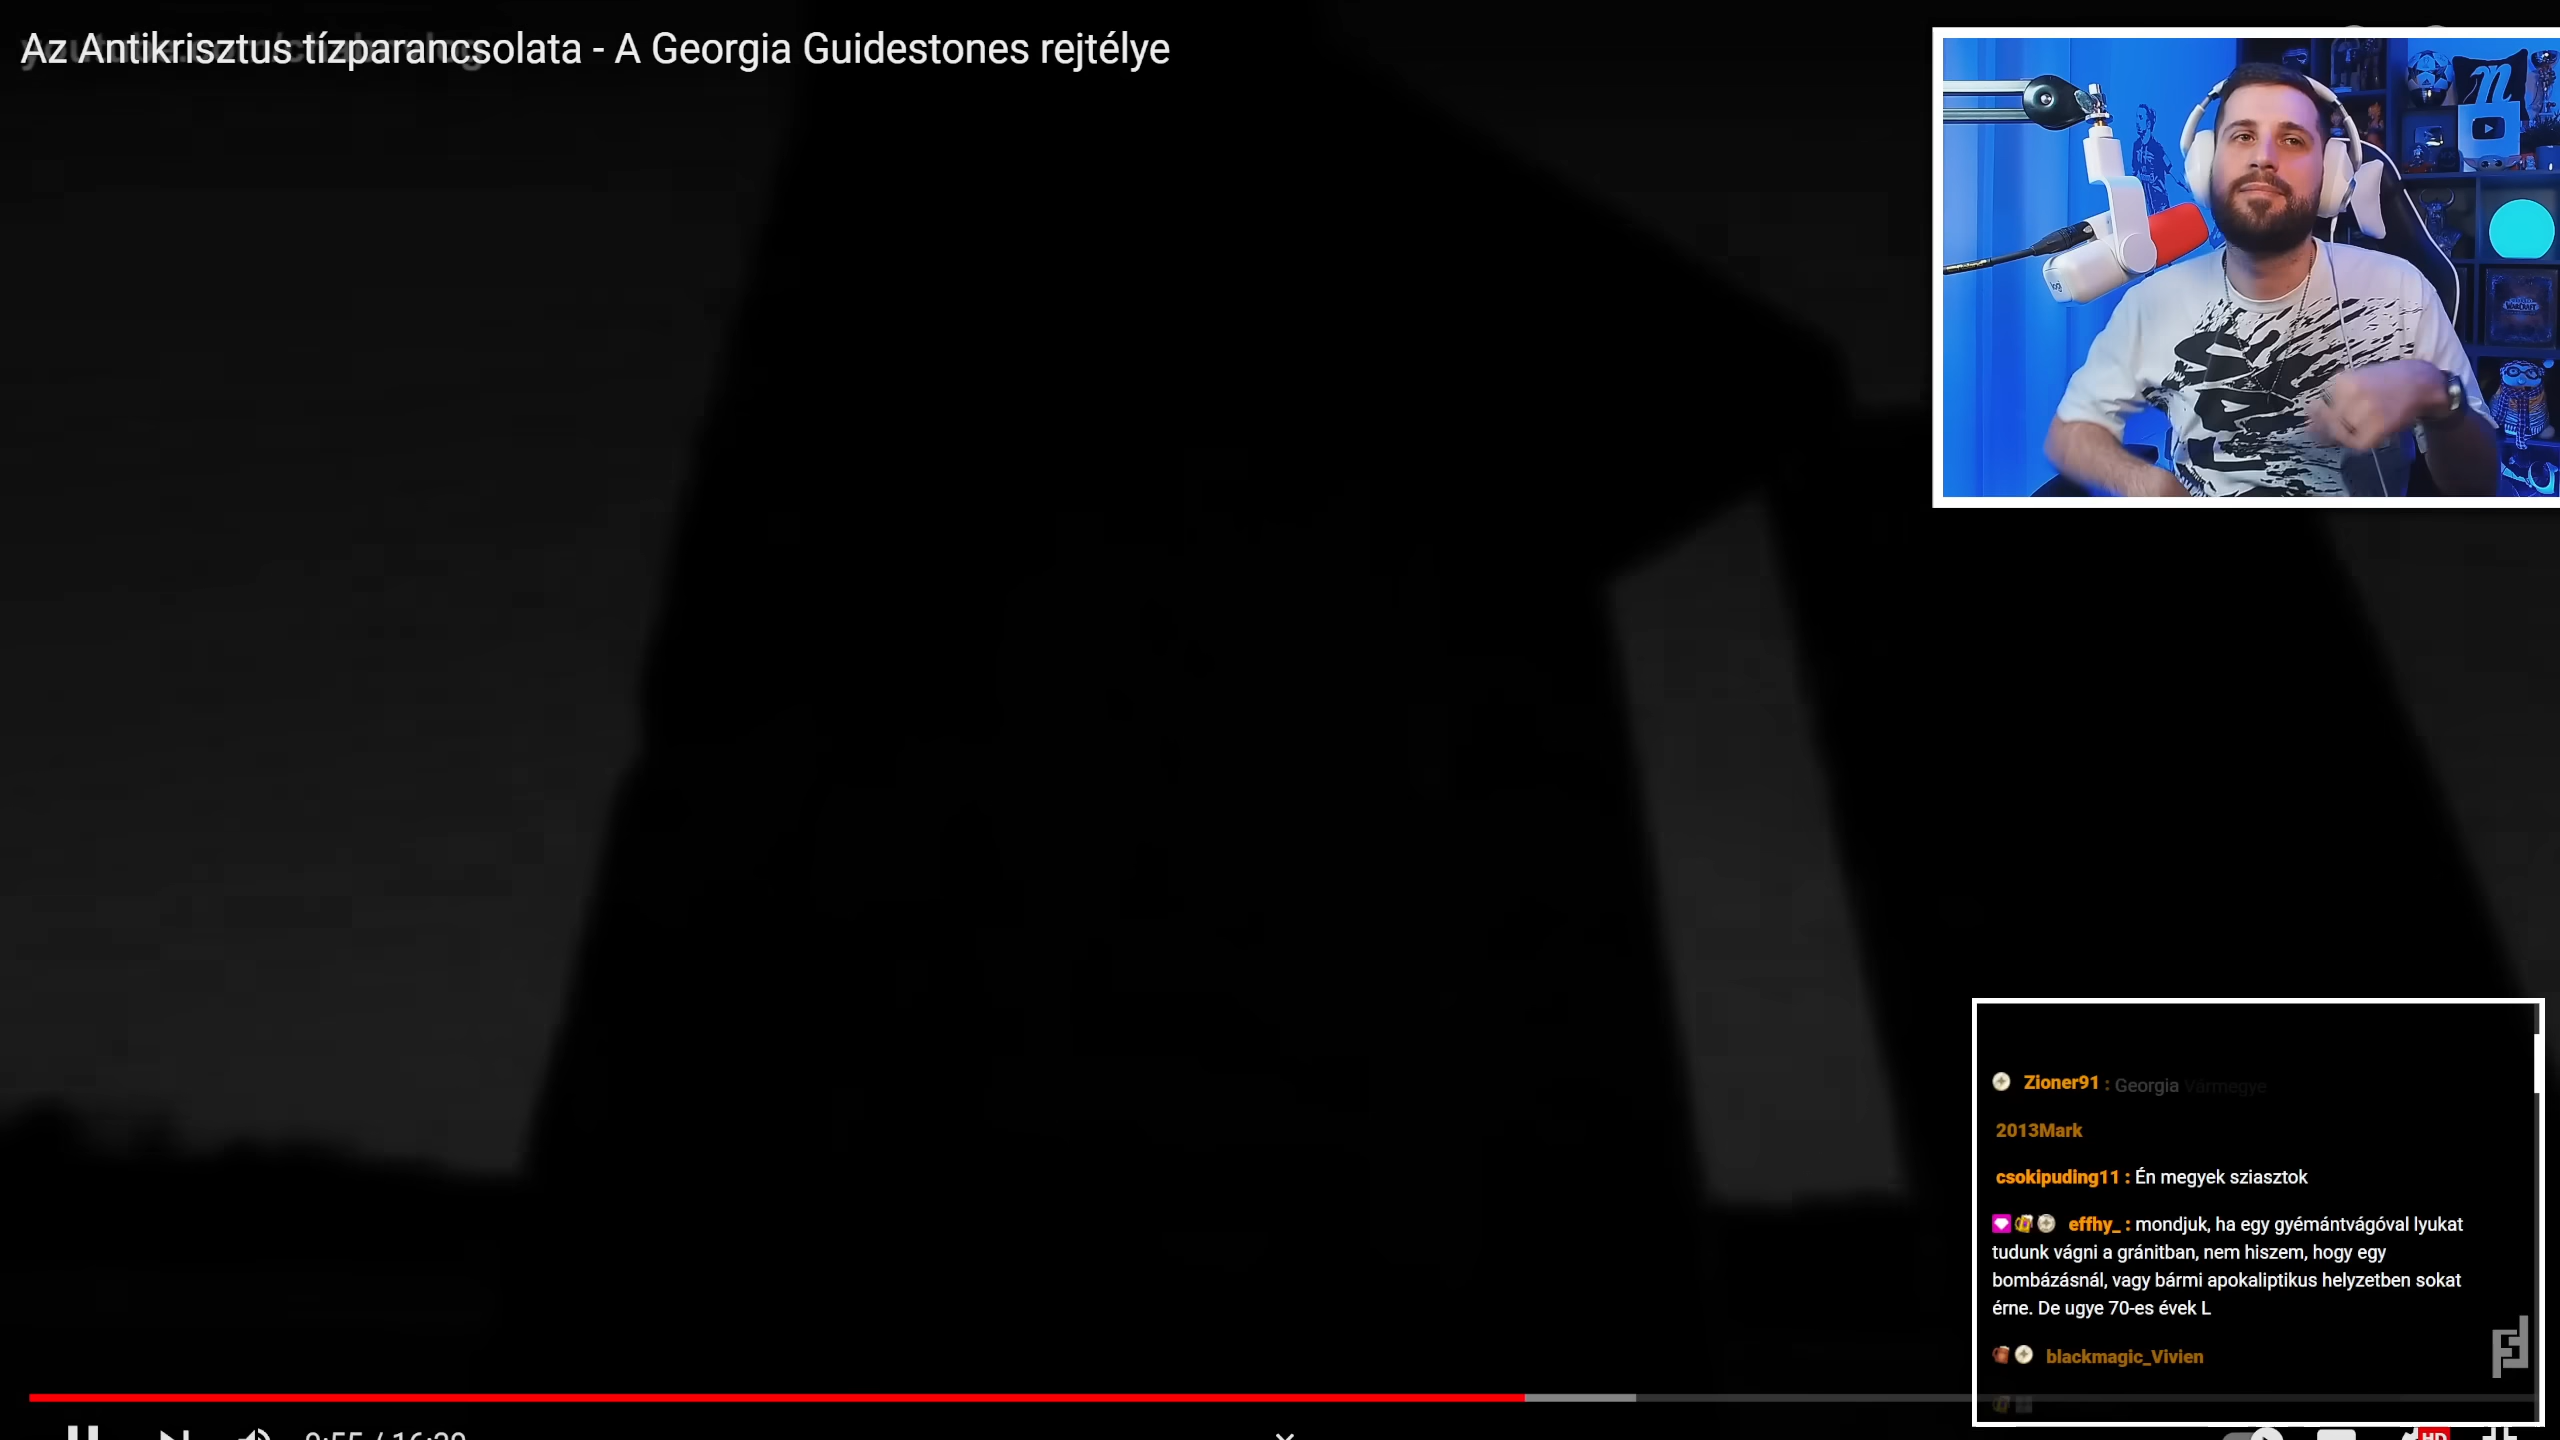 Az Antikrisztus tízparancsolata - A Georgia Guidestones rejtélye
Zioner91 : Georgia Vármegye
2013Mark
csokipuding11 : Én megyek sziasztok
effhy_ : mondjuk, ha egy gyémántvágóval lyukat
tudunk vágni a gránitban, nem hiszem, hogy egy
bombázásnál, vagy bármi apokaliptikus helyzetben sokat
érne. De ugye 70-es évek L
blackmagic_Vivien
HD